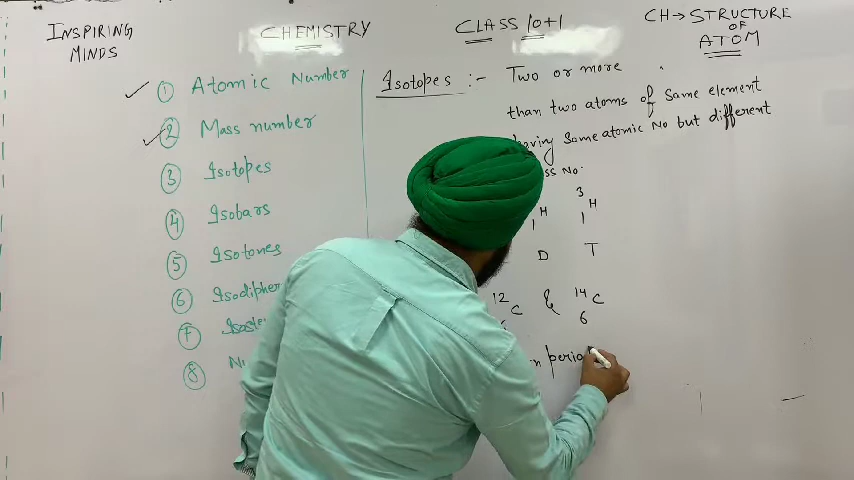 INSPIRING
MINDS
CHEMISTRY
CLASS 10+1
CH→ STRUCTURE
OF
ATOM
1 Atomic Number
2 Mass number
3 Isotopes
4 Isobars
5 Isotones
6 Isodipher
7
8
Isotopes :- Two or more
than two atoms of same element
having same atomic No but different
No.
1 H
3
1 H
D T
12 C & 14
6 C
perio